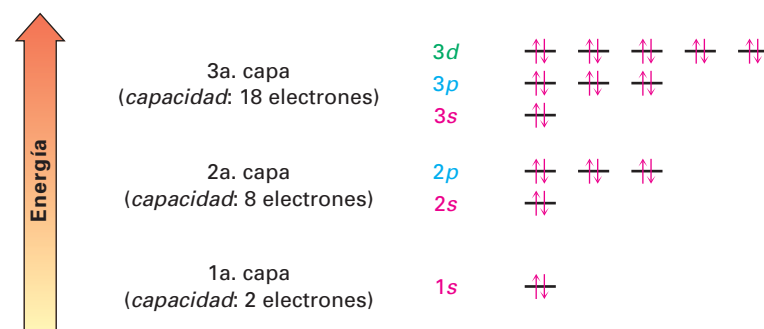 Energía
3a. capa
(capacidad: 18 electrones)
3d
3p
3s
2a. capa
(capacidad: 8 electrones)
2p
2s
1a. capa
(capacidad: 2 electrones)
1s